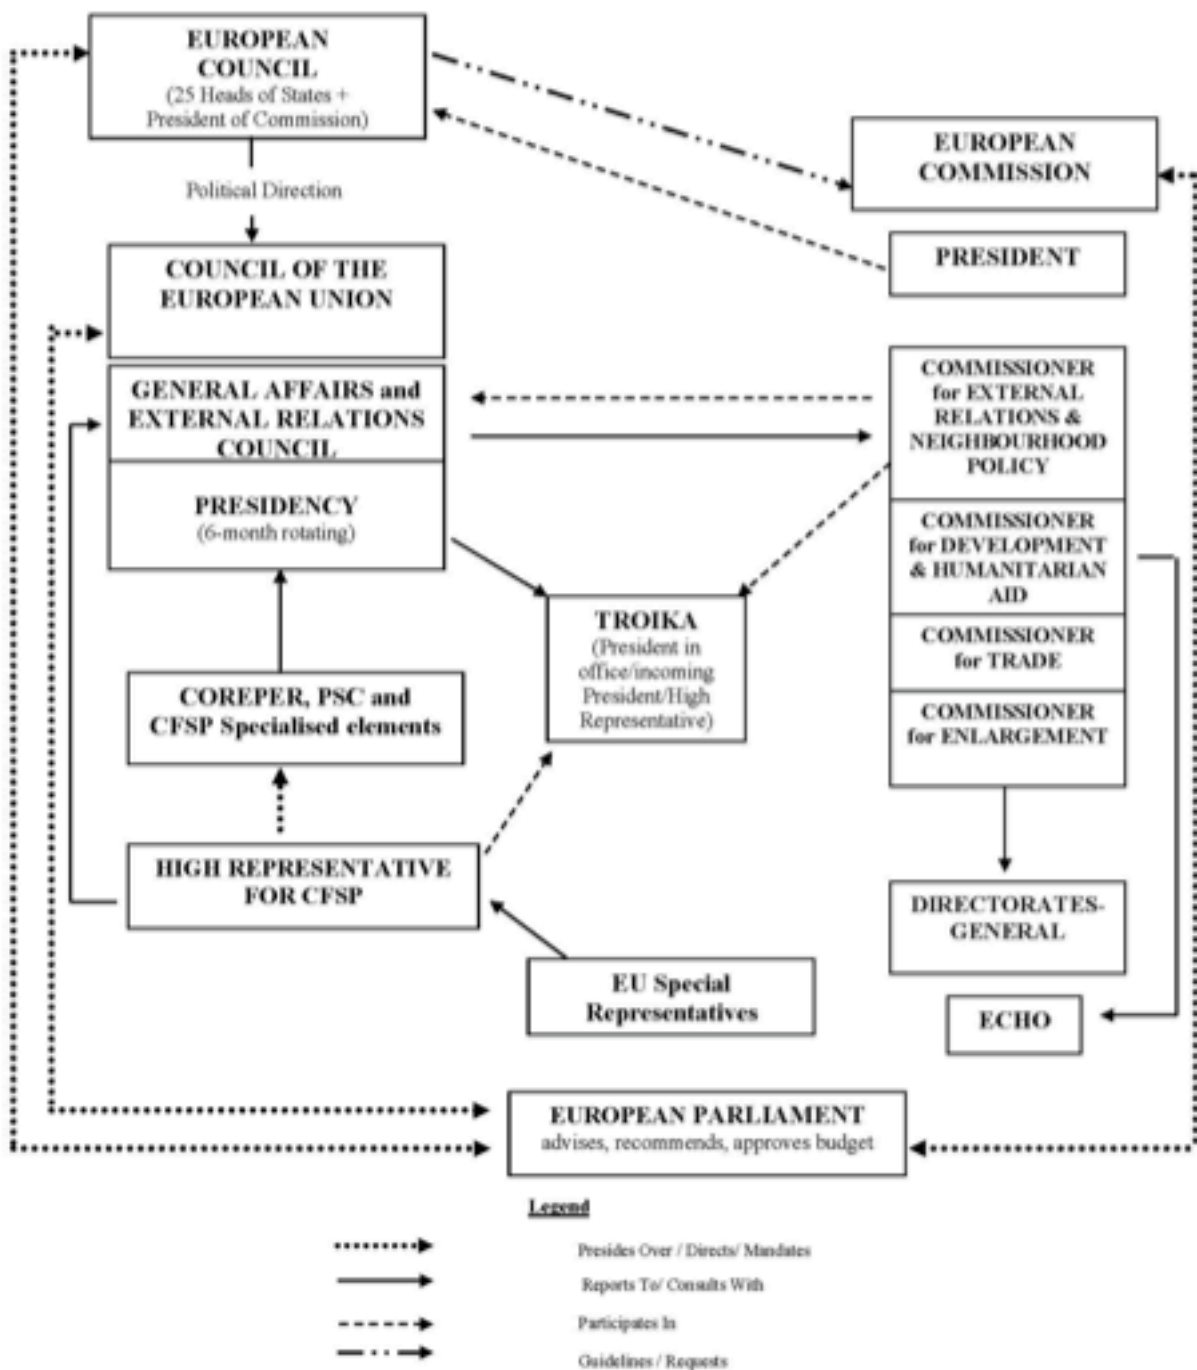 EUROPEAN
COUNCIL
(25 Heads of States +
President of Commission)
Political Direction
COUNCIL OF THE
EUROPEAN UNION
GENERAL AFFAIRS and
EXTERNAL RELATIONS
COUNCIL
PRESIDENCY
(6-month rotating)
COREPER, PSC and
CFSP Specialised elements
HIGH REPRESENTATIVE
FOR CFSP
EU Special
Representatives
TROIKA
(President in
office/incoming
President/High
Representative)
EUROPEAN
COMMISSION
PRESIDENT
COMMISSIONER
for EXTERNAL
RELATIONS &
NEIGHBOURHOOD
POLICY
COMMISSIONER
for DEVELOPMENT
& HUMANITARIAN
AID
COMMISSIONER
for TRADE
COMMISSIONER
for ENLARGEMENT
DIRECTORATES-
GENERAL
ECHO
EUROPEAN PARLIAMENT
advises, recommends, approves budget
Legend
Presides Over / Directs/ Mandates
Reports To/ Consults With
Participates In
Guidelines / Requests